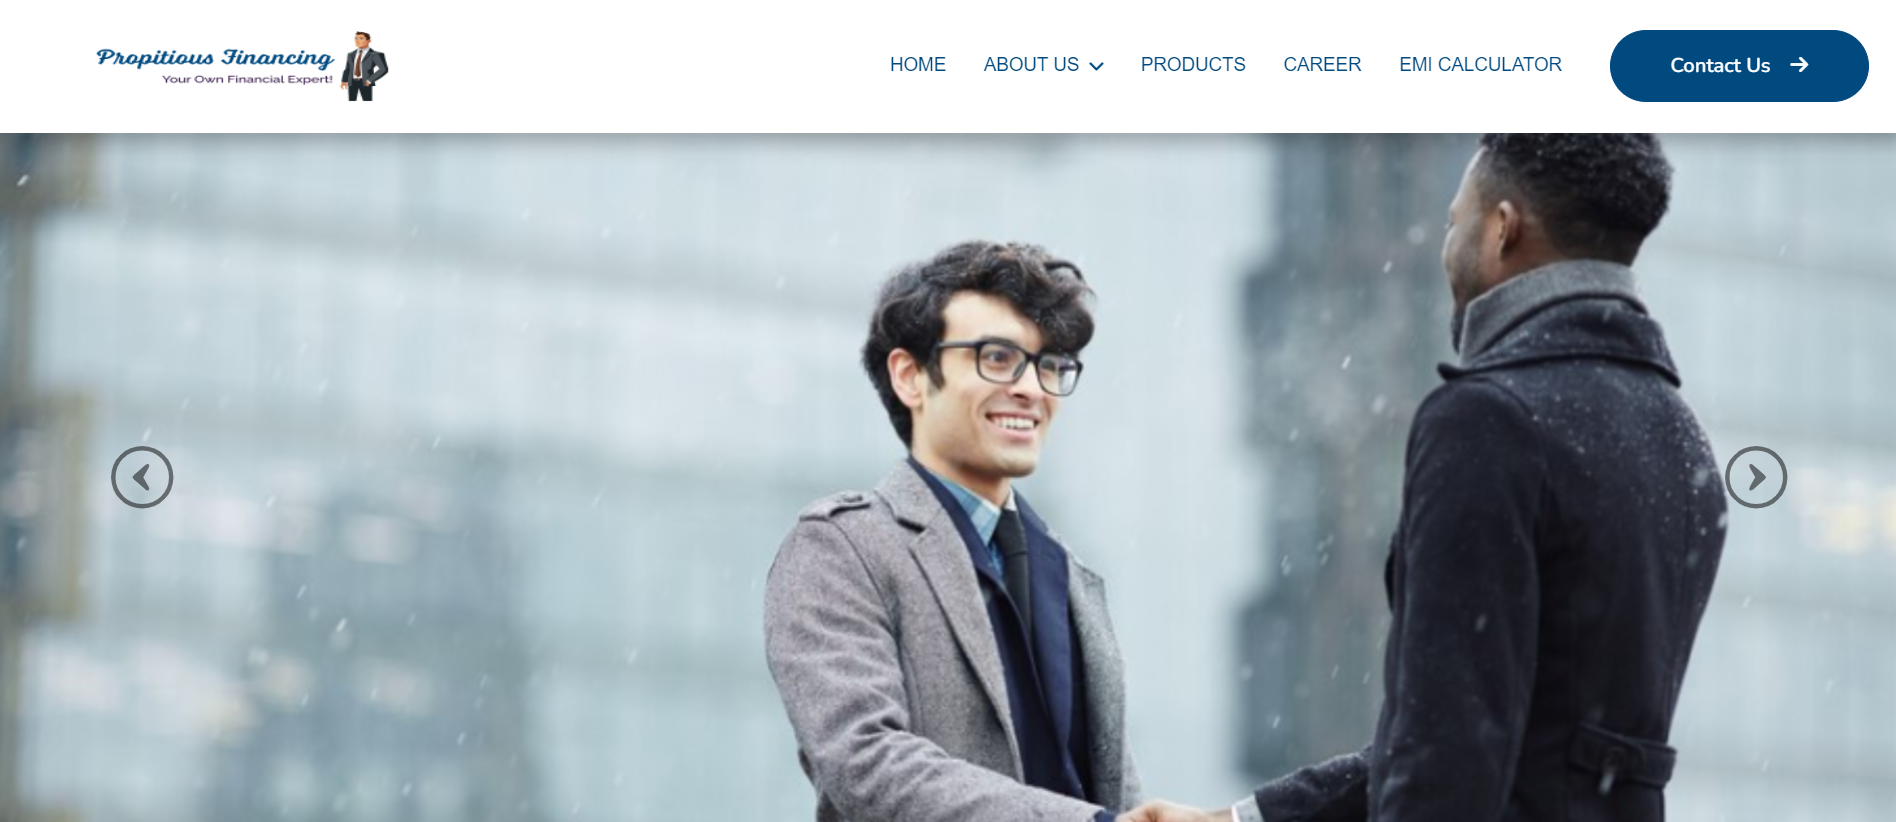 Propitious Financing
Your Own Financial Expert!
HOME
ABOUT US
PRODUCTS
CAREER
EMI CALCULATOR
Contact Us